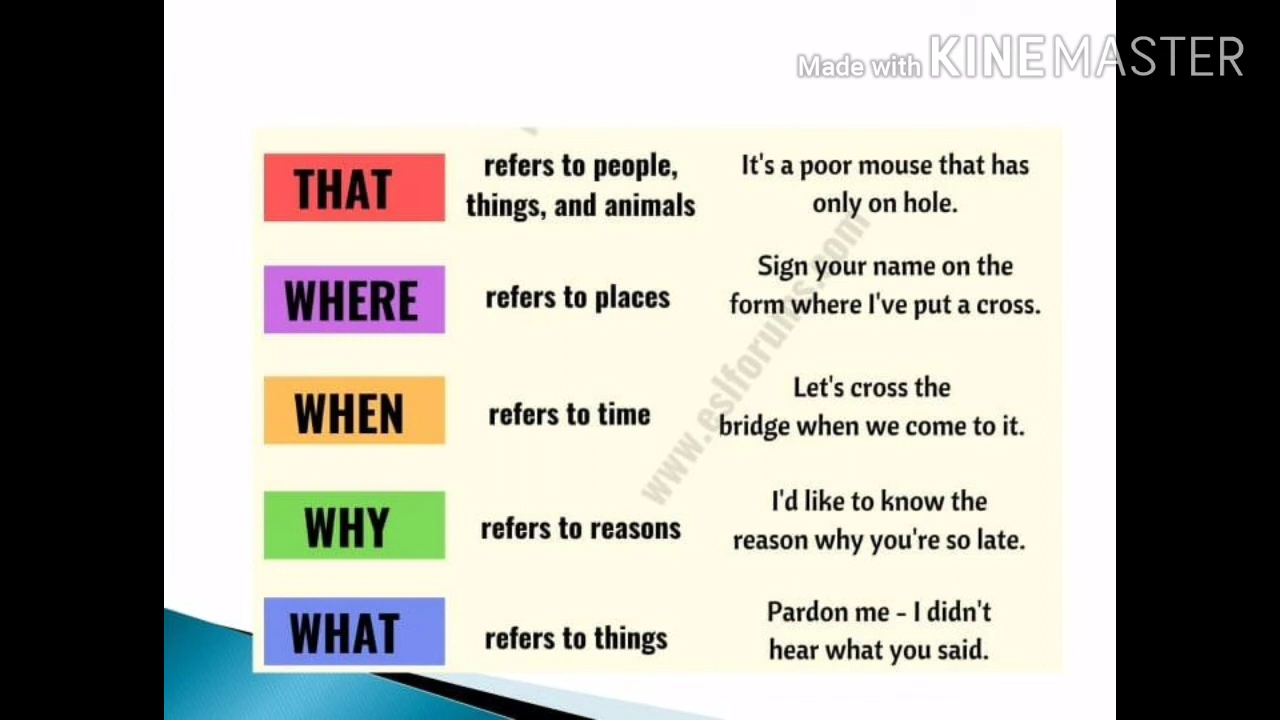 Made with KINEMASTER
THAT
refers to people,
things, and animals
It's a poor mouse that has
only on hole.
WHERE
refers to places
Sign your name on the
form where I've put a cross.
WHEN
refers to time
Let's cross the
bridge when we come to it.
WHY
refers to reasons
I'd like to know the
reason why you're so late.
WHAT
refers to things
Pardon me - I didn't
hear what you said.
www.eslforums.com